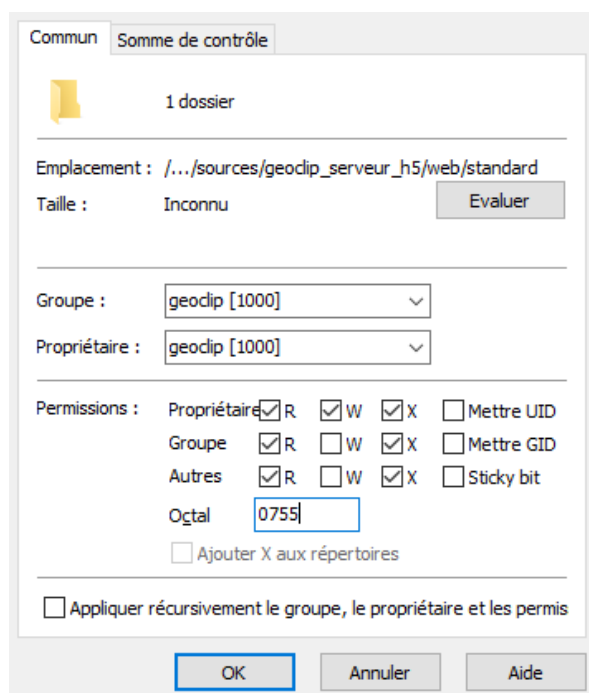 Commun Somme de contrôle
1 dossier
Emplacement : /.../sources/geoclip_serveur_h5/web/standard
Taille : Inconnu Evaluer
Groupe : geoclip [1000]
Propriétaire : geoclip [1000]
Permissions : Propriétaire R W X Mettre UID
Groupe R W X Mettre GID
Autres R W X Sticky bit
Octal 0755
Ajouter X aux répertoires
Appliquer récursivement le groupe, le propriétaire et les permis
OK Annuler Aide